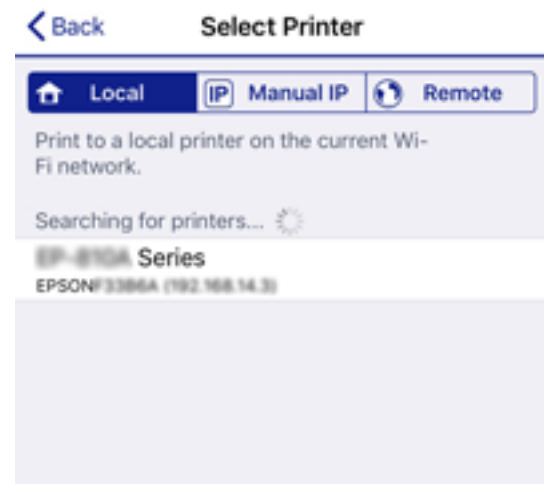 Back Select Printer
Local IP Manual IP Remote
Print to a local printer on the current Wi-
Fi network.
Searching for printers...
Series
EPSON